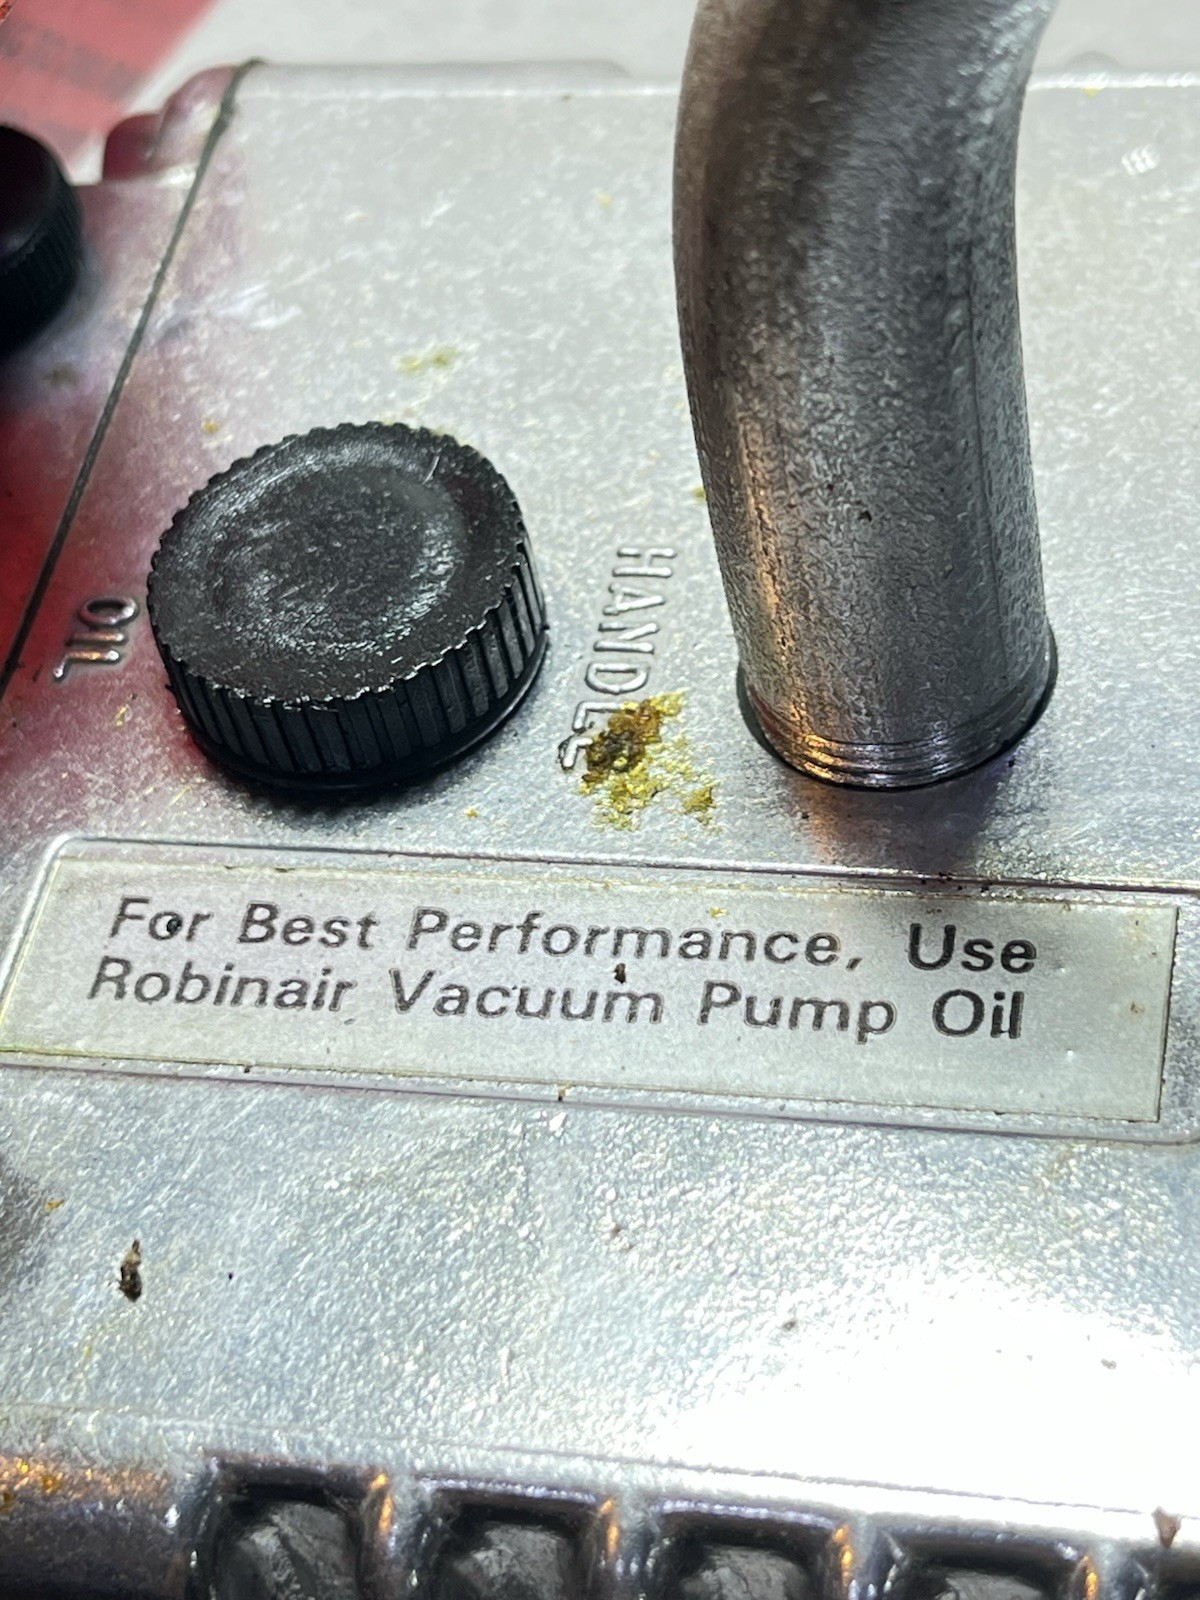 OIL
HANDLE
For Best Performance, Use
Robinair Vacuum Pump Oil